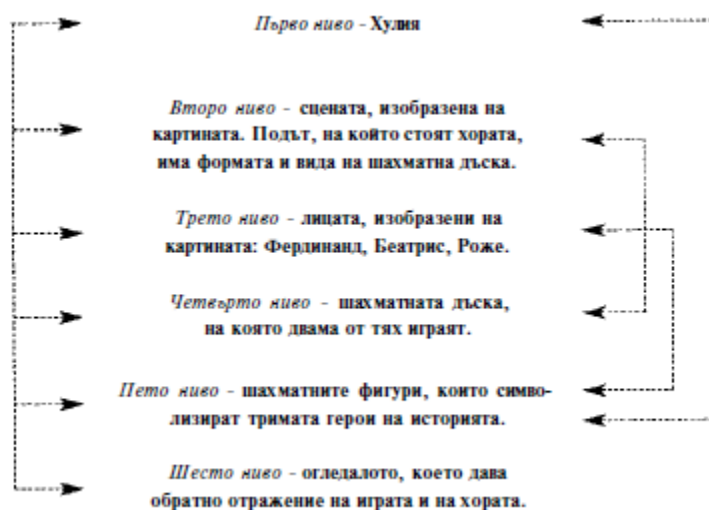 Първо ниво - Хулия
Второ ниво - сцената, изобразена на
картината. Подът, на който стоят хората,
има формата и вида на шахматна дъска.
Трето ниво - лицата, изобразени на
картината: Фердинанд, Беатрис, Роже.
Четвърто ниво - шахматната дъска,
на която двама от тях играят.
Пето ниво - шахматните фигури, които симво-
лизират тримата герои на историята.
Шесто ниво - огледалото, което дава
обратно отражение на играта и на хората.